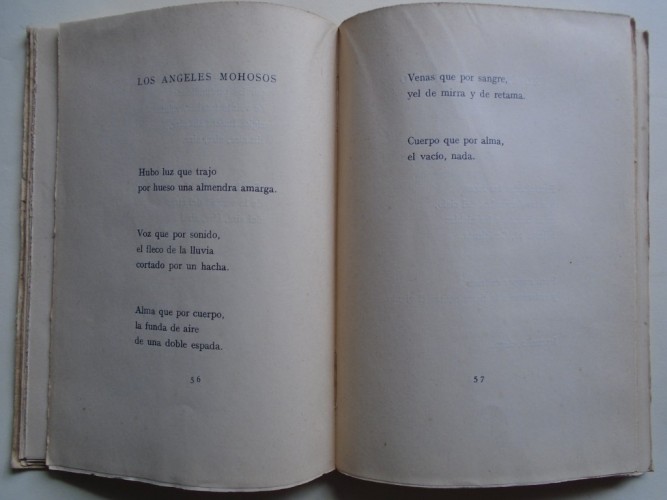 LOS ANGELES MOHOSOS
Hubo luz que trajo
por hueso una almendra amarga.
Voz que por sonido,
el fleco de la lluvia
cortado por un hacha.
Alma que por cuerpo,
la funda de aire
de una doble espada.
56
Venas que por sangre,
yel de mirra y de retama.
Cuerpo que por alma,
el vacío, nada.
57